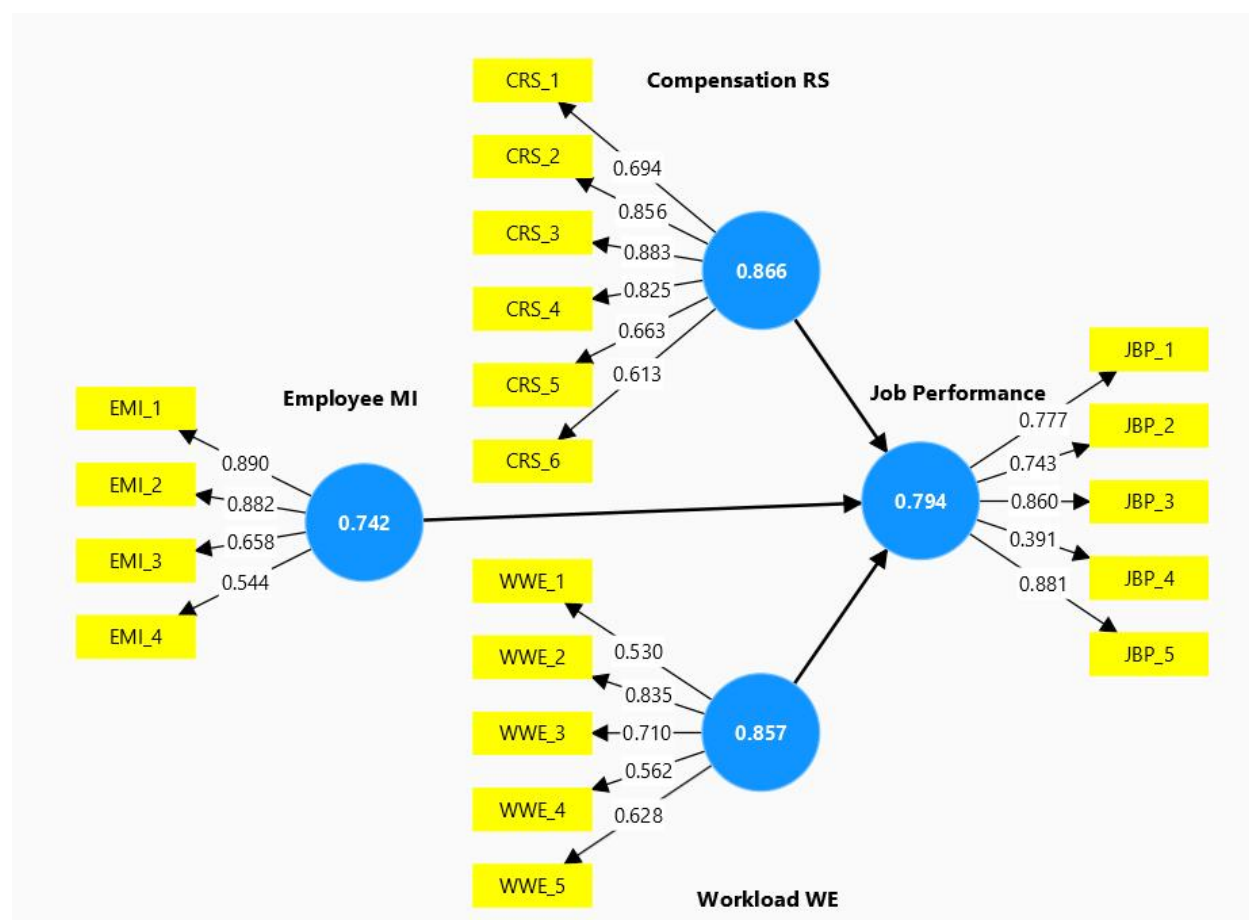 CRS_1
Compensation RS
0.694
CRS_2
0.856
CRS_3
0.883
0.866
CRS_4
0.825
CRS_5
0.663
CRS_6
0.613
Employee MI
EMI_1
0.890
EMI_2
0.882
0.742
EMI_3
0.658
EMI_4
0.544
Job Performance
JBP_1
0.777
JBP_2
0.743
0.794
JBP_3
0.860
JBP_4
0.391
JBP_5
0.881
WWE_1
0.530
WWE_2
0.835
WWE_3
0.710
0.857
WWE_4
0.562
WWE_5
0.628
Workload WE